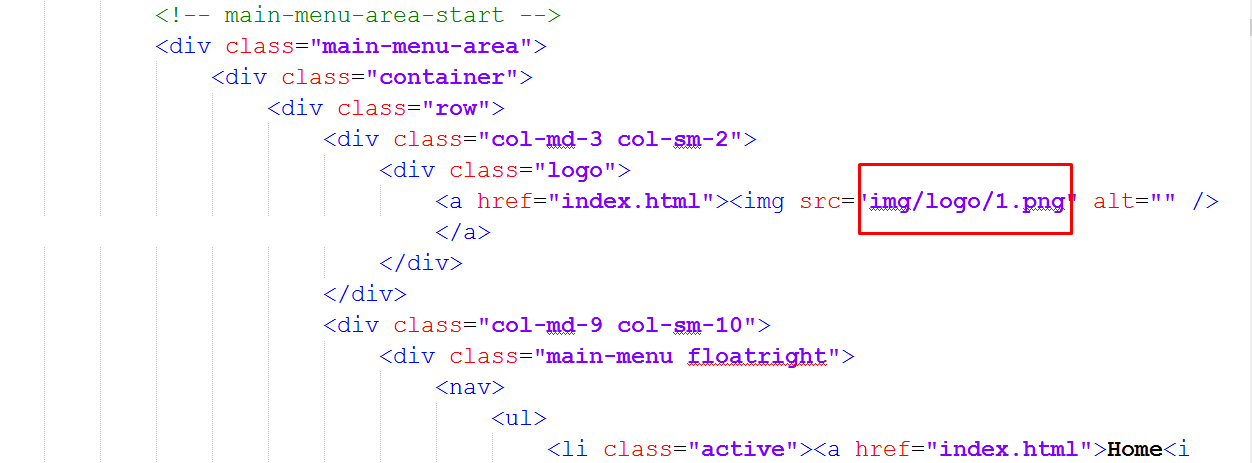 <!-- main-menu-area-start -->
<div class="main-menu-area">
<div class="container">
<div class="row">
<div class="col-md-3 col-sm-2">
<div class="logo">
<a href="index.html"><img src="img/logo/1.png" alt="" />
</a>
</div>
</div>
<div class="col-md-9 col-sm-10">
<div class="main-menu floatright">
<nav>
<ul>
<li class="active"><a href="index.html">Home<i